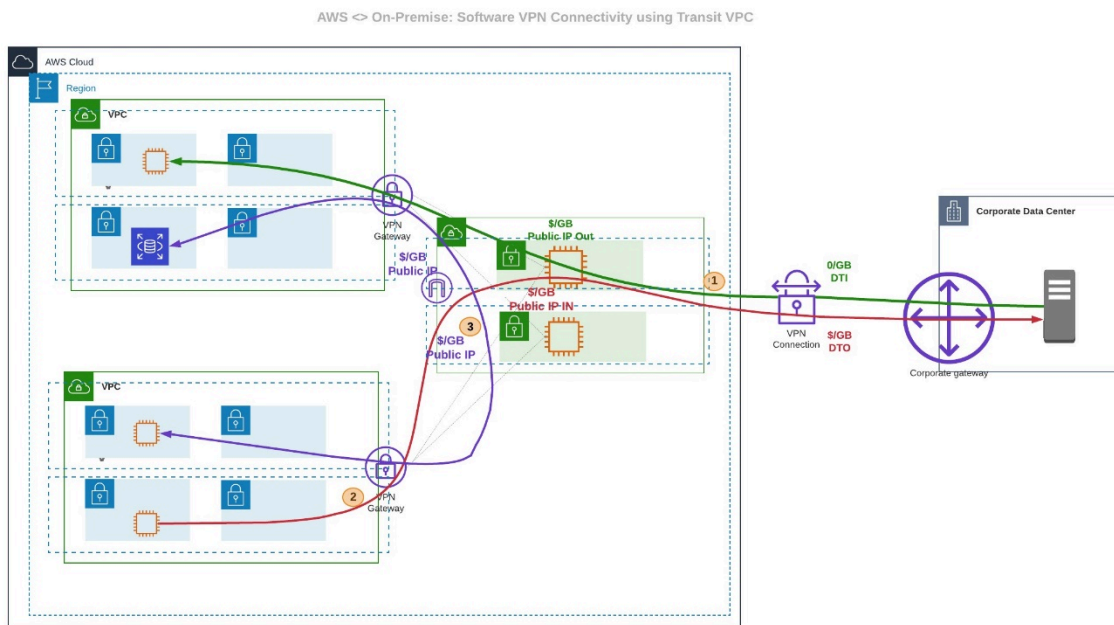 AWS <> On-Premise: Software VPN Connectivity using Transit VPC
AWS Cloud
Region
VPC
VPN
Gateway
$/GB
Public IP Out
$/GB
Public IP
$/GB
Public IP IN
1
3
$/GB
Public IP
0/GB
DTI
VPN
Connection
$/GB
DTO
Corporate Data Center
Corporate gateway
VPC
2
VPN
Gateway